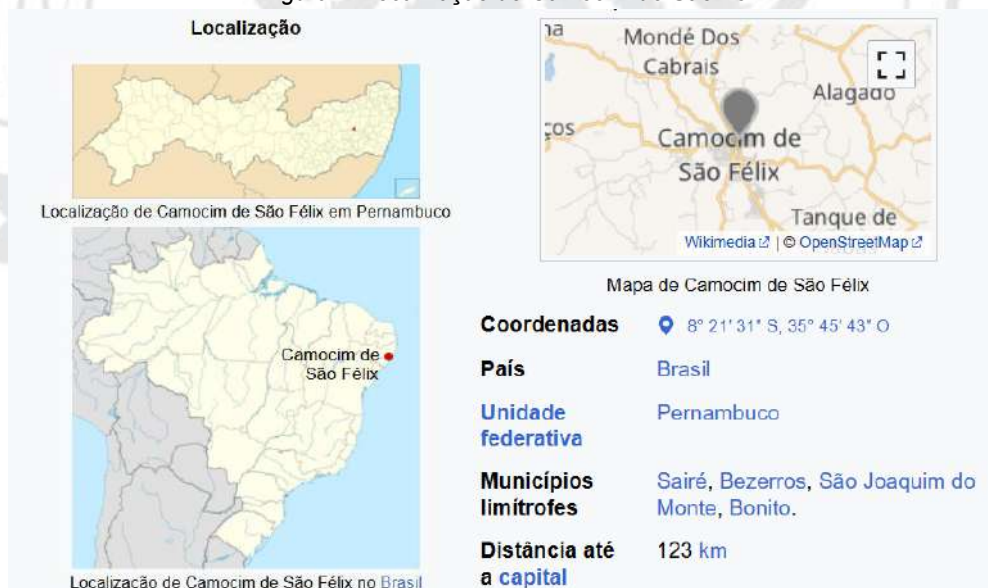 Localização
Localização de Camocim de São Félix em Pernambuco
Camocim de
São Félix
Localização de Camocim de São Félix no Brasil
Mondé Dos
Cabrais
Alagado
Camocim de
São Félix
Tanque de
Wikimedia | © OpenStreetMap
Mapa de Camocim de São Félix
Coordenadas 8° 21' 31" S, 35° 45' 43" O
País Brasil
Unidade federativa Pernambuco
Municípios limítrofes Sairé, Bezerros, São Joaquim do
Monte, Bonito.
Distância até a capital 123 km